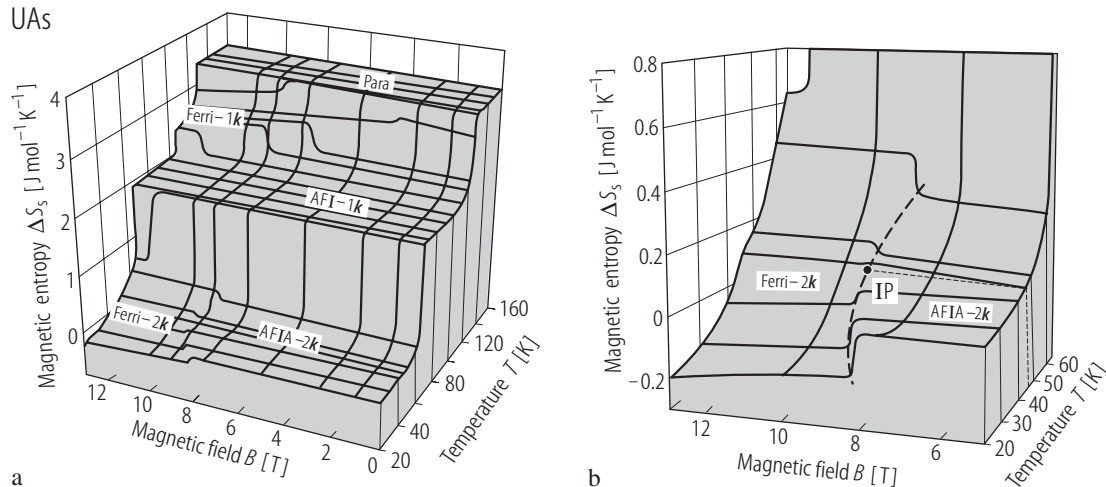 UAs
Magnetic entropy ΔSₛ [J mol⁻¹ K⁻¹]
4
3
2
1
0
Para
Ferri–1k
AFI–1k
Ferri–2k
AFIA–2k
12
10
8
6
4
2
0
Magnetic field B [T]
20
40
80
120
160
Temperature T [K]
a
Magnetic entropy ΔSₛ [J mol⁻¹ K⁻¹]
0.8
0.6
0.4
0.2
0
–0.2
Ferri–2k
IP
AFIA–2k
12
10
8
6
Magnetic field B [T]
20
30
40
50
60
Temperature T [K]
b